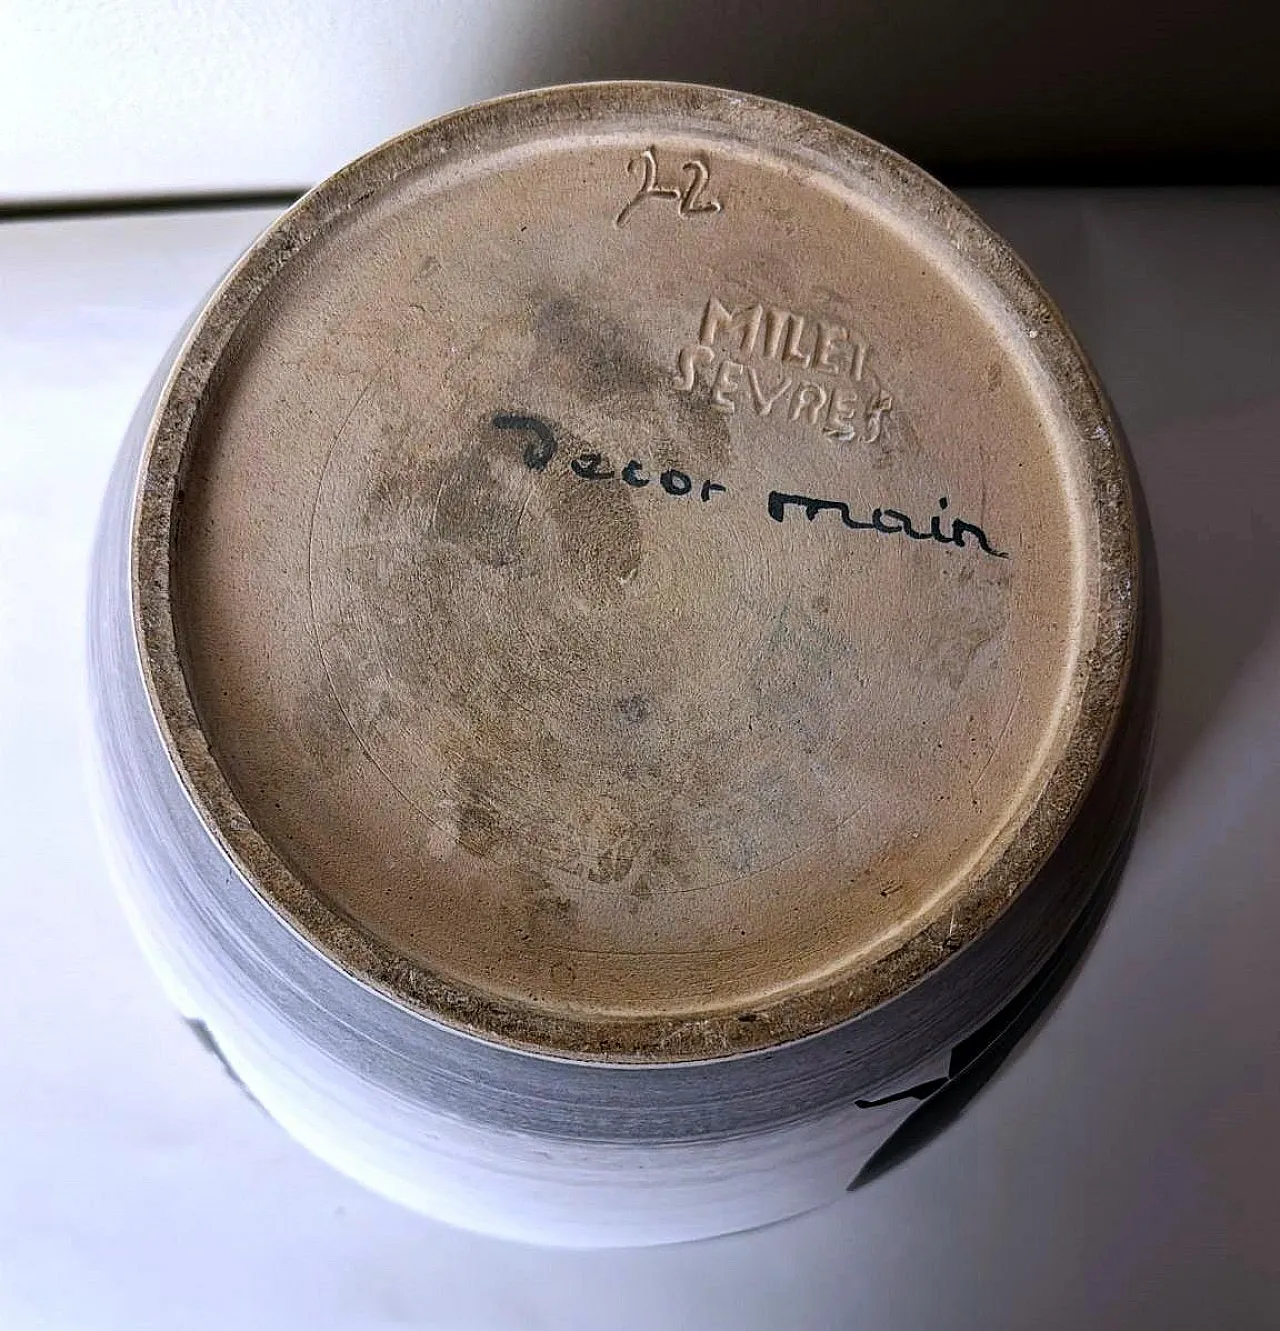 22
MILET
SEVRES
Decor main